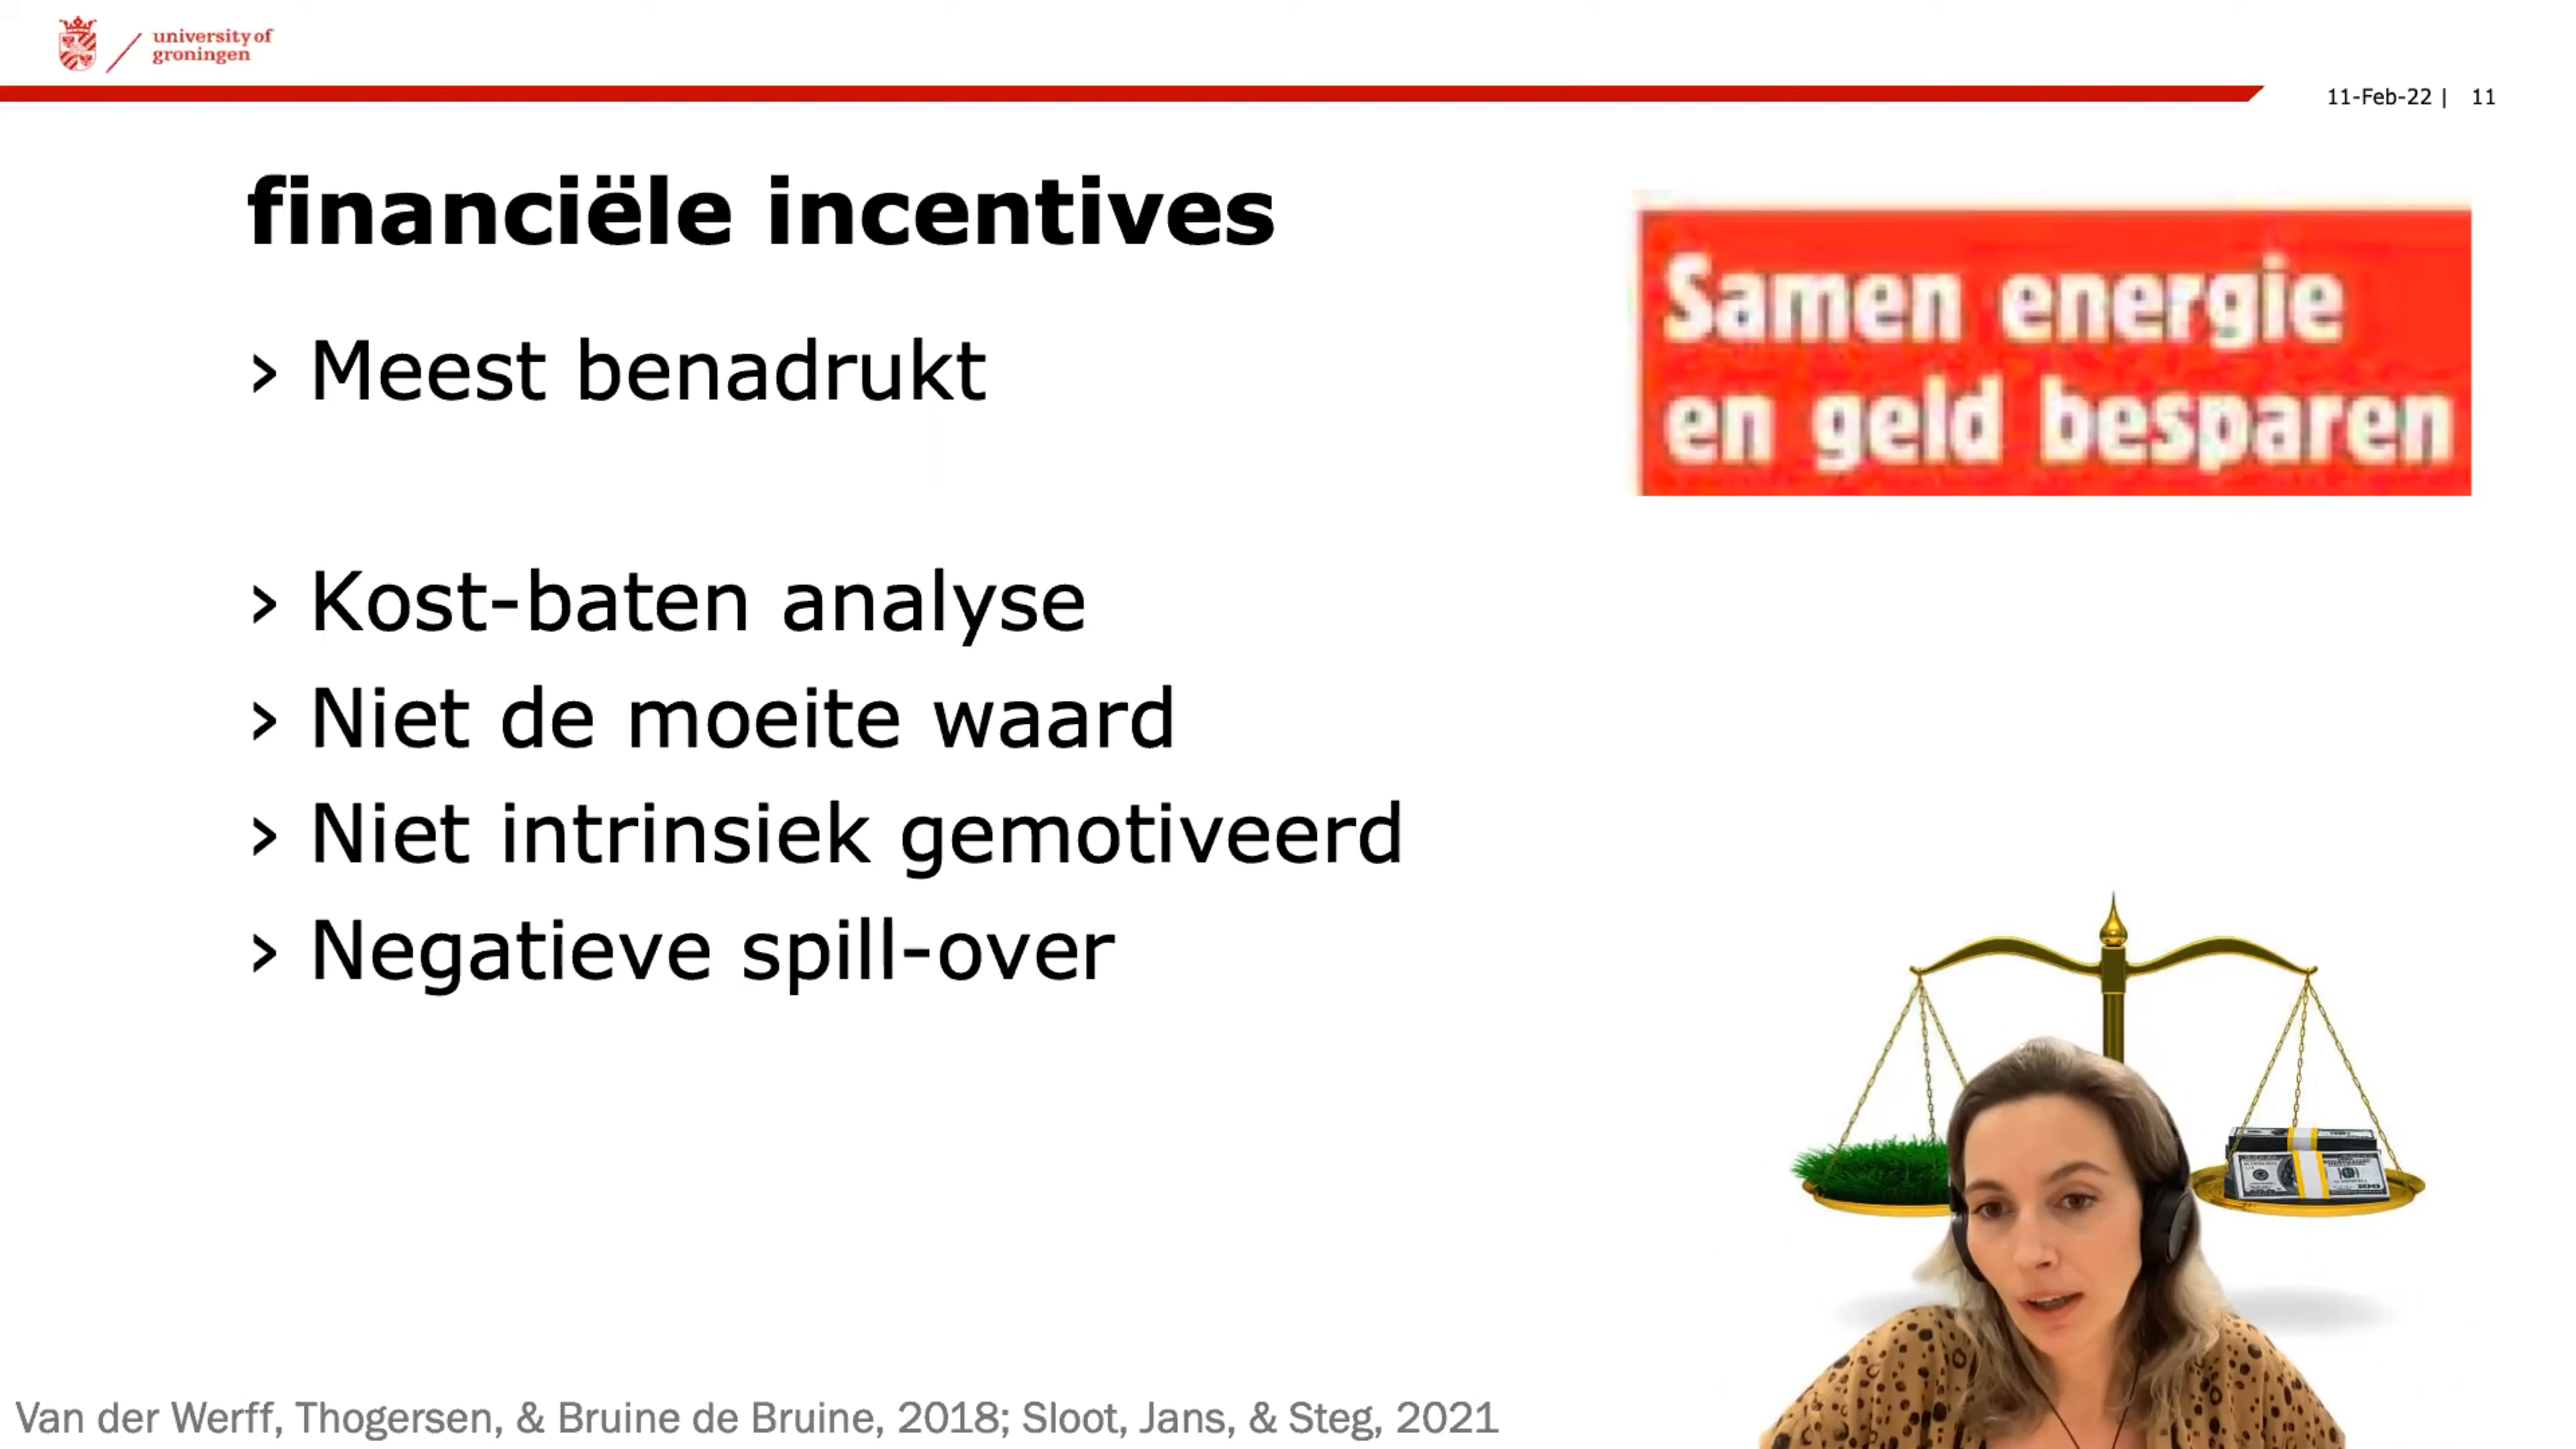 university of
groningen
11-Feb-22 | 11
financiële incentives
Samen energie
en geld besparen
› Meest benadrukt
› Kost-baten analyse
› Niet de moeite waard
› Niet intrinsiek gemotiveerd
› Negatieve spill-over
Van der Werff, Thogersen, & Bruine de Bruine, 2018; Sloot, Jans, & Steg, 2021